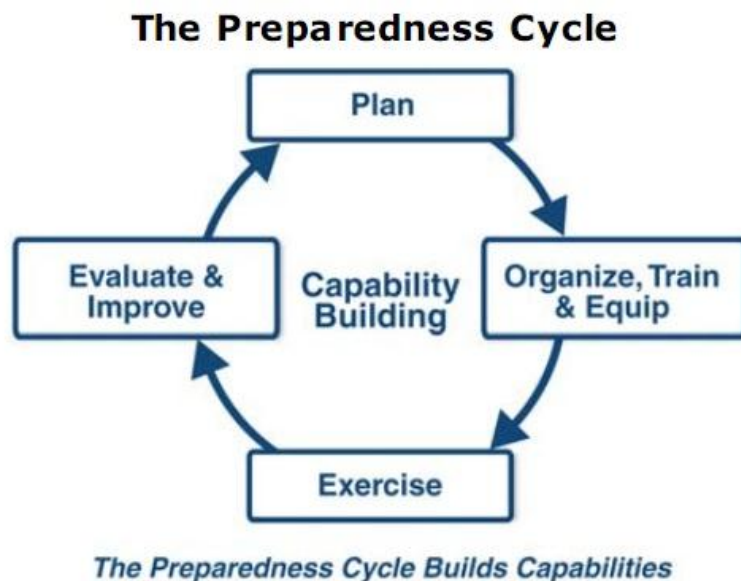 The Preparedness Cycle
Plan
Evaluate &
Improve
Capability
Building
Organize, Train
& Equip
Exercise
The Preparedness Cycle Builds Capabilities